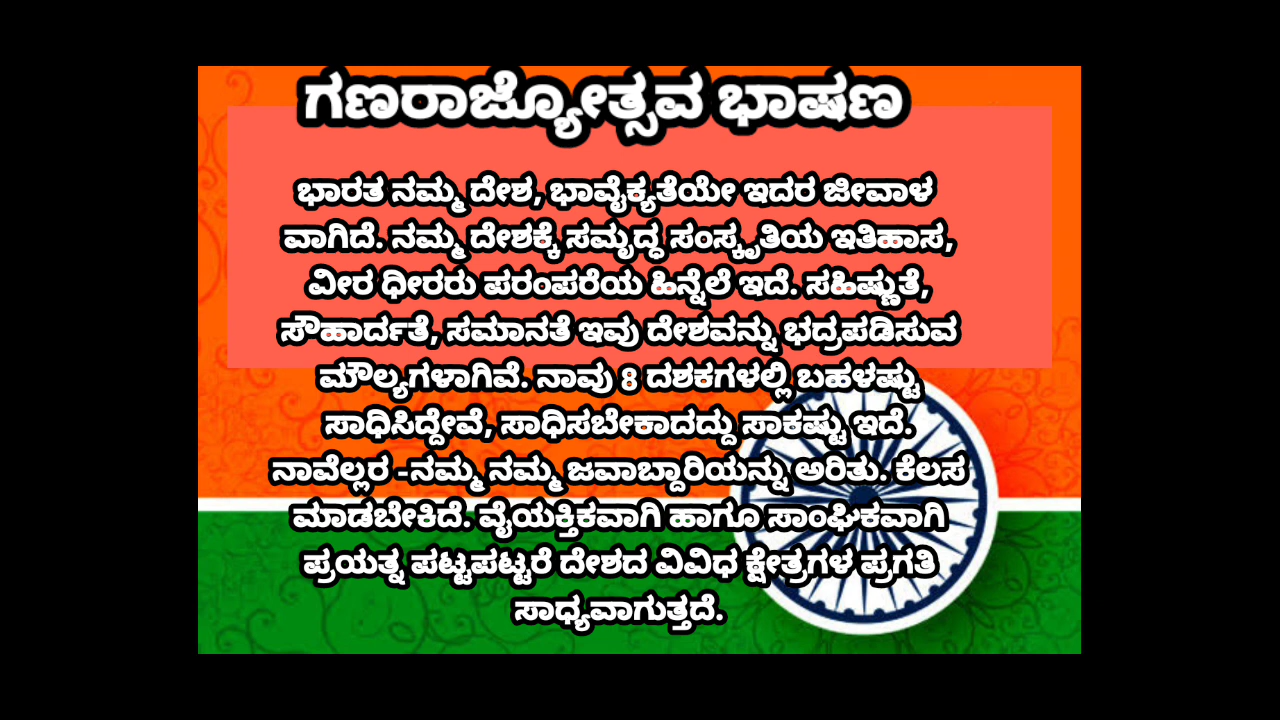 ಗಣರಾಜ್ಯೋತ್ಸವ ಭಾಷಣ
ಭಾರತ ನಮ್ಮ ದೇಶ, ಭಾವೈಕ್ಯತೆಯೇ ಇದರ ಜೀವಾಳ
ವಾಗಿದೆ. ನಮ್ಮ ದೇಶಕ್ಕೆ ಸಮೃದ್ಧ ಸಂಸ್ಕೃತಿಯ ಇತಿಹಾಸ,
ವೀರ ಧೀರರು ಪರಂಪರೆಯ ಹಿನ್ನೆಲೆ ಇದೆ. ಸಹಿಷ್ಣುತೆ,
ಸೌಹಾರ್ದತೆ, ಸಮಾನತೆ ಇವು ದೇಶವನ್ನು ಭದ್ರಪಡಿಸುವ
ಮೌಲ್ಯಗಳಾಗಿವೆ. ನಾವು 8 ದಶಕಗಳಲ್ಲಿ ಬಹಳಷ್ಟು
ಸಾಧಿಸಿದ್ದೇವೆ, ಸಾಧಿಸಬೇಕಾದದ್ದು ಸಾಕಷ್ಟು ಇದೆ.
ನಾವೆಲ್ಲರ -ನಮ್ಮ ನಮ್ಮ ಜವಾಬ್ದಾರಿಯನ್ನು ಅರಿತು. ಕೆಲಸ
ಮಾಡಬೇಕಿದೆ. ವೈಯಕ್ತಿಕವಾಗಿ ಹಾಗೂ ಸಾಂಘಿಕವಾಗಿ
ಪ್ರಯತ್ನ ಪಟ್ಟಪಟ್ಟರೆ ದೇಶದ ವಿವಿಧ ಕ್ಷೇತ್ರಗಳ ಪ್ರಗತಿ
ಸಾಧ್ಯವಾಗುತ್ತದೆ.